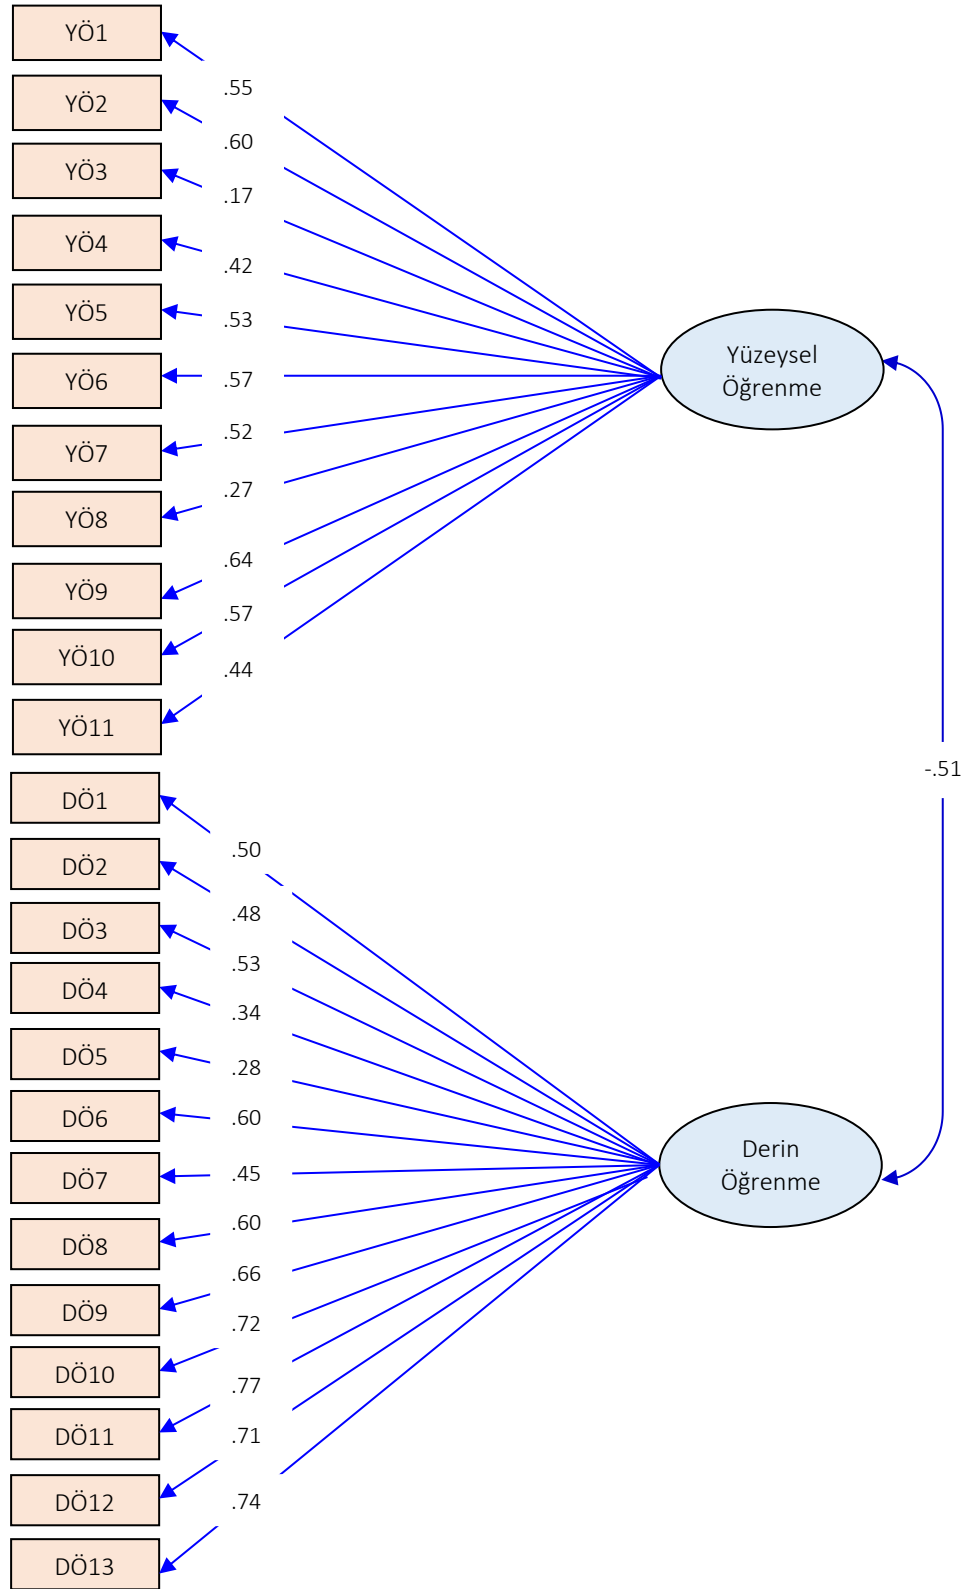 YÖ1
.55
YÖ2
.60
YÖ3
.17
YÖ4
.42
YÖ5
.53
YÖ6
.57
YÖ7
.52
YÖ8
.27
YÖ9
.64
YÖ10
.57
YÖ11
.44
Yüzeysel
Öğrenme
-.51
DÖ1
.50
DÖ2
.48
DÖ3
.53
DÖ4
.34
DÖ5
.28
DÖ6
.60
DÖ7
.45
DÖ8
.60
DÖ9
.66
DÖ10
.72
DÖ11
.77
DÖ12
.71
DÖ13
.74
Derin
Öğrenme